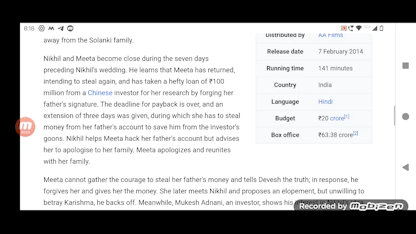 8:18
away from the Solanki family.
Nikhil and Meeta become close during the seven days
preceding Nikhil's wedding. He learns that Meeta has returned,
intending to steal again, and has taken a hefty loan of ₹100
million from a Chinese investor for her research by forging her
father's signature. The deadline for payback is over, and an
extension of three days was given, during which she has to steal
money from her father's account to save him from the investor's
goons. Nikhil helps Meeta hack her father's account but advises
her to apologise to her family. Meeta apologizes and reunites
with her family.
Distributed by AA Films
Release date 7 February 2014
Running time 141 minutes
Country India
Language Hindi
Budget ₹20 crore[1]
Box office ₹63.38 crore[2]
Meeta cannot gather the courage to steal her father's money and tells Devesh the truth; in response, he
forgives her and gives her the money. She later meets Nikhil and proposes an elopement, but unwilling to
betray Karishma, he backs off. Meanwhile, Mukesh Adnani, an investor, shows his
Recorded by MOBIZEN